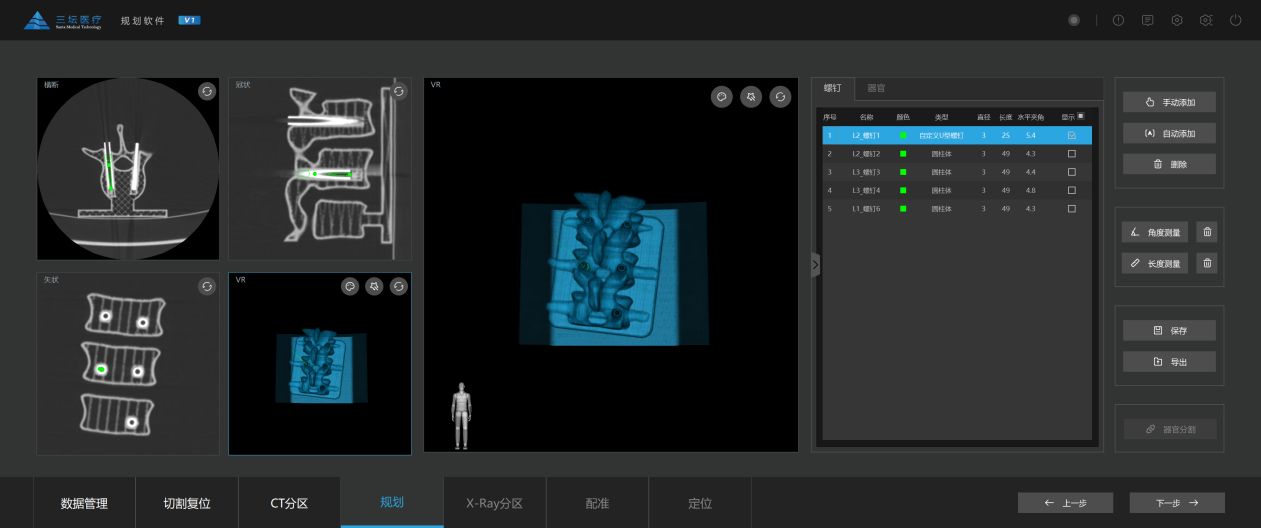 三坛医疗
Santan Medical Technology
规划软件
V1
横断
冠状
VR
矢状
VR
螺钉
器官
序号 名称 颜色 类型 直径 长度 水平夹角 显示
1 L2_螺钉1 自定义U型螺钉 3 25 5.4
2 L2_螺钉2 圆柱体 3 49 4.3
3 L3_螺钉3 圆柱体 3 49 4.4
4 L3_螺钉4 圆柱体 3 49 4.8
5 L1_螺钉6 圆柱体 3 49 4.3
手动添加
自动添加
删除
角度测量
长度测量
保存
导出
器官分割
数据管理
切割复位
CT分区
规划
X-Ray分区
配准
定位
上一步
下一步